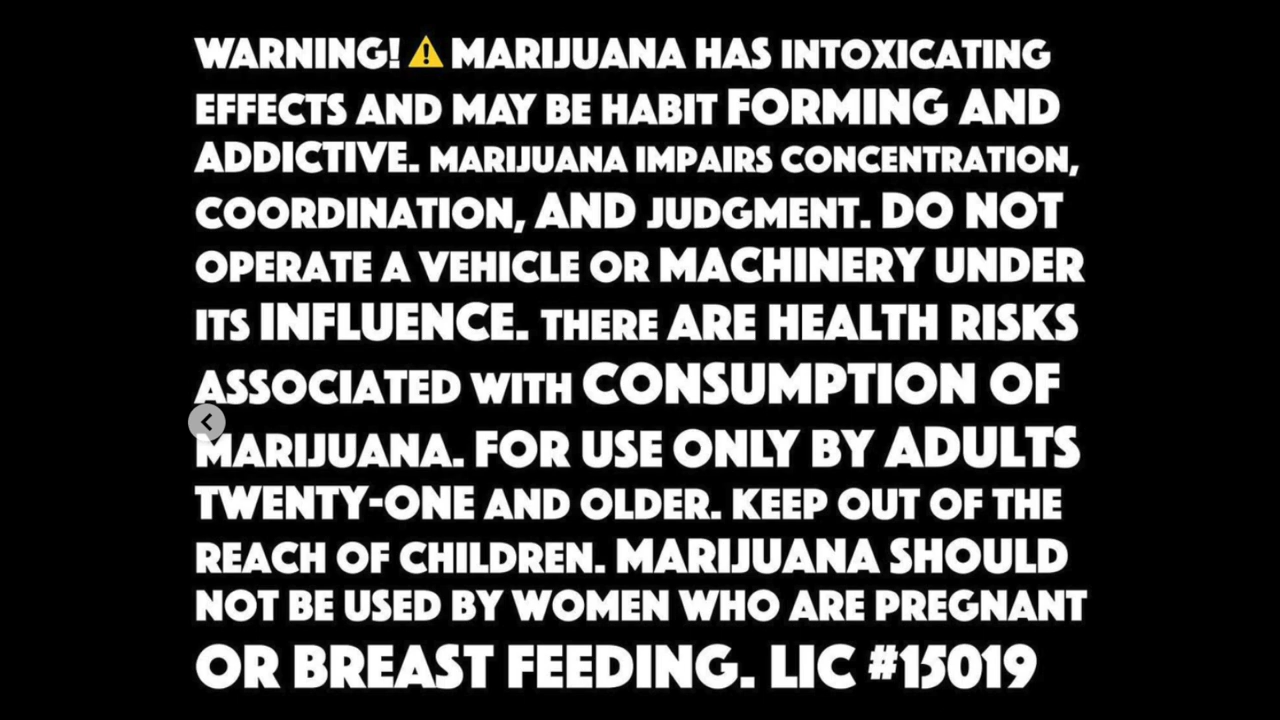 WARNING! ⚠ MARIJUANA HAS INTOXICATING
EFFECTS AND MAY BE HABIT FORMING AND
ADDICTIVE. MARIJUANA IMPAIRS CONCENTRATION,
COORDINATION, AND JUDGMENT. DO NOT
OPERATE A VEHICLE OR MACHINERY UNDER
ITS INFLUENCE. THERE ARE HEALTH RISKS
ASSOCIATED WITH CONSUMPTION OF
MARIJUANA. FOR USE ONLY BY ADULTS
TWENTY-ONE AND OLDER. KEEP OUT OF THE
REACH OF CHILDREN. MARIJUANA SHOULD
NOT BE USED BY WOMEN WHO ARE PREGNANT
OR BREAST FEEDING. LIC #15019